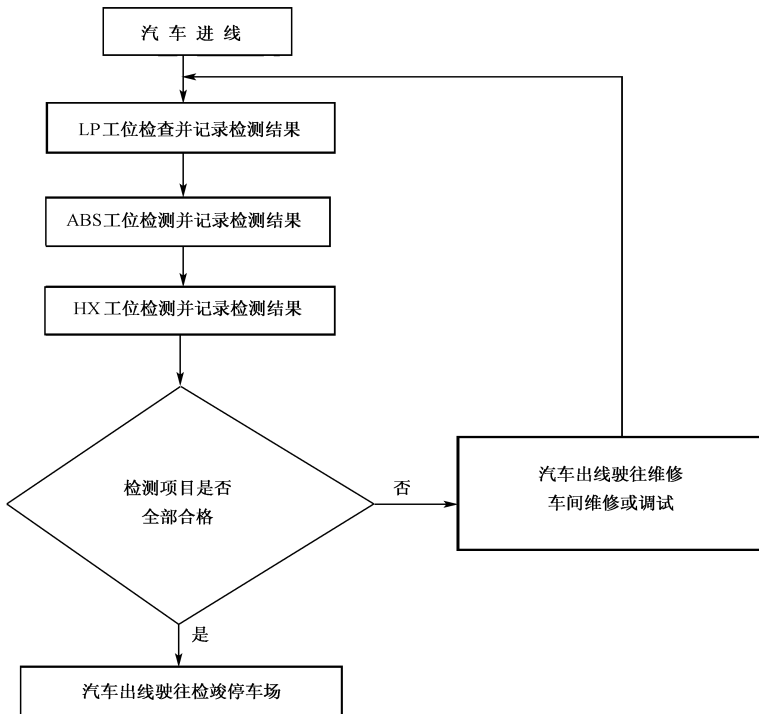 汽 车 进 线
LP工位检查并记录检测结果
ABS工位检测并记录检测结果
HX 工位检测并记录检测结果
检测项目是否
全部合格
否
汽车出线驶往维修
车间维修或调试
是
汽车出线驶往检竣停车场